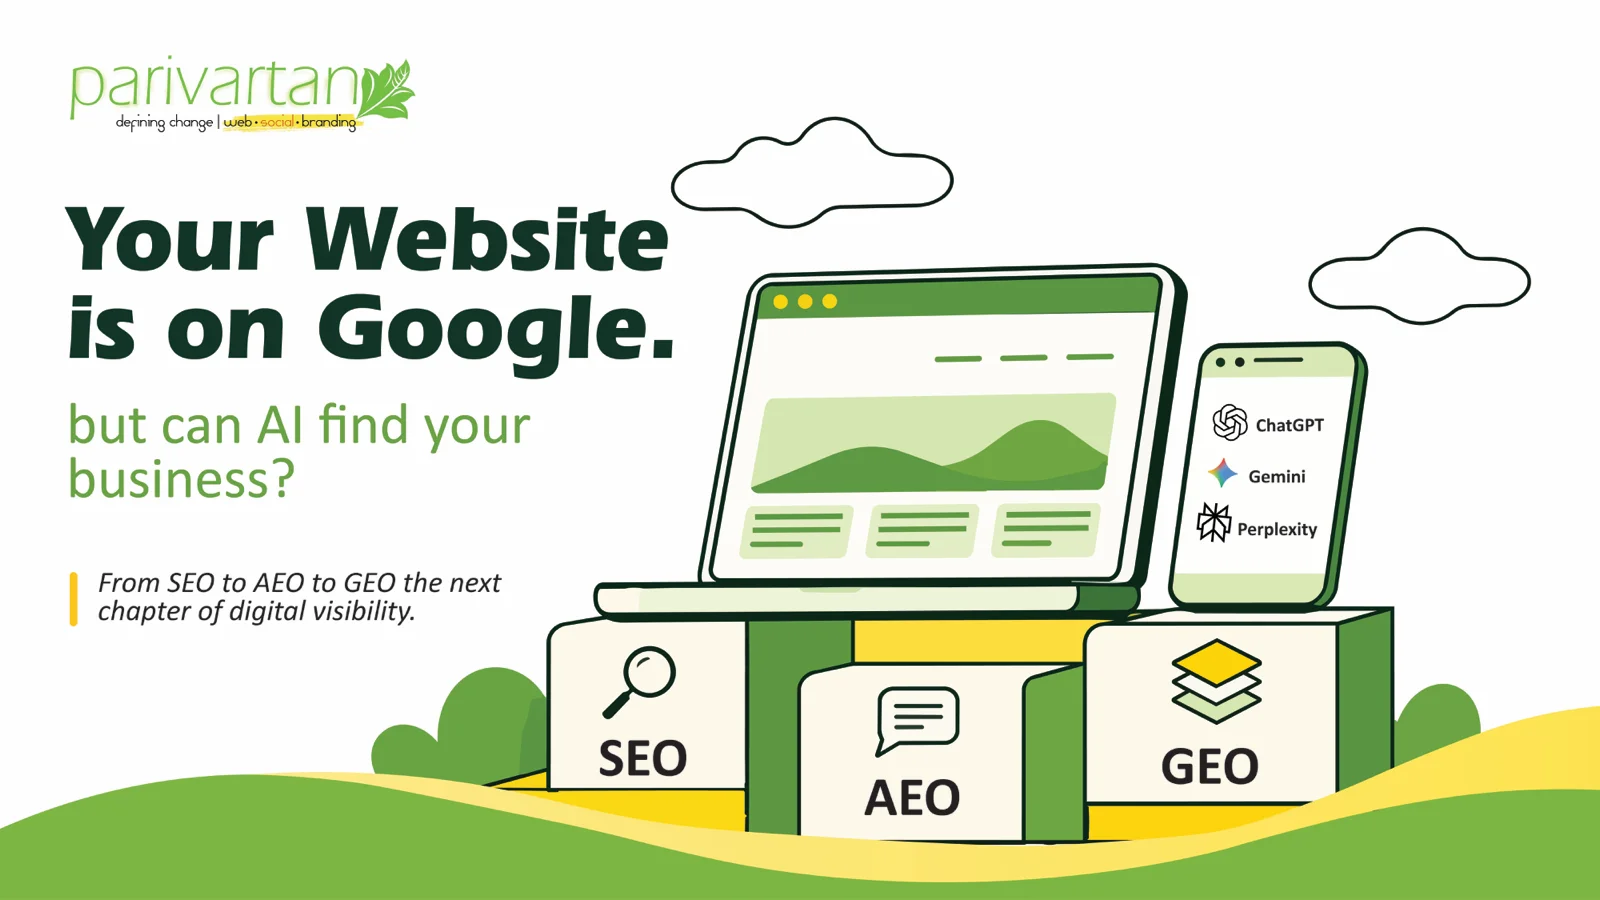 parivartan
defining change | web • social • branding
Your Website
is on Google.
but can AI find your
business?
From SEO to AEO to GEO the next
chapter of digital visibility.
ChatGPT
Gemini
Perplexity
SEO
AEO
GEO